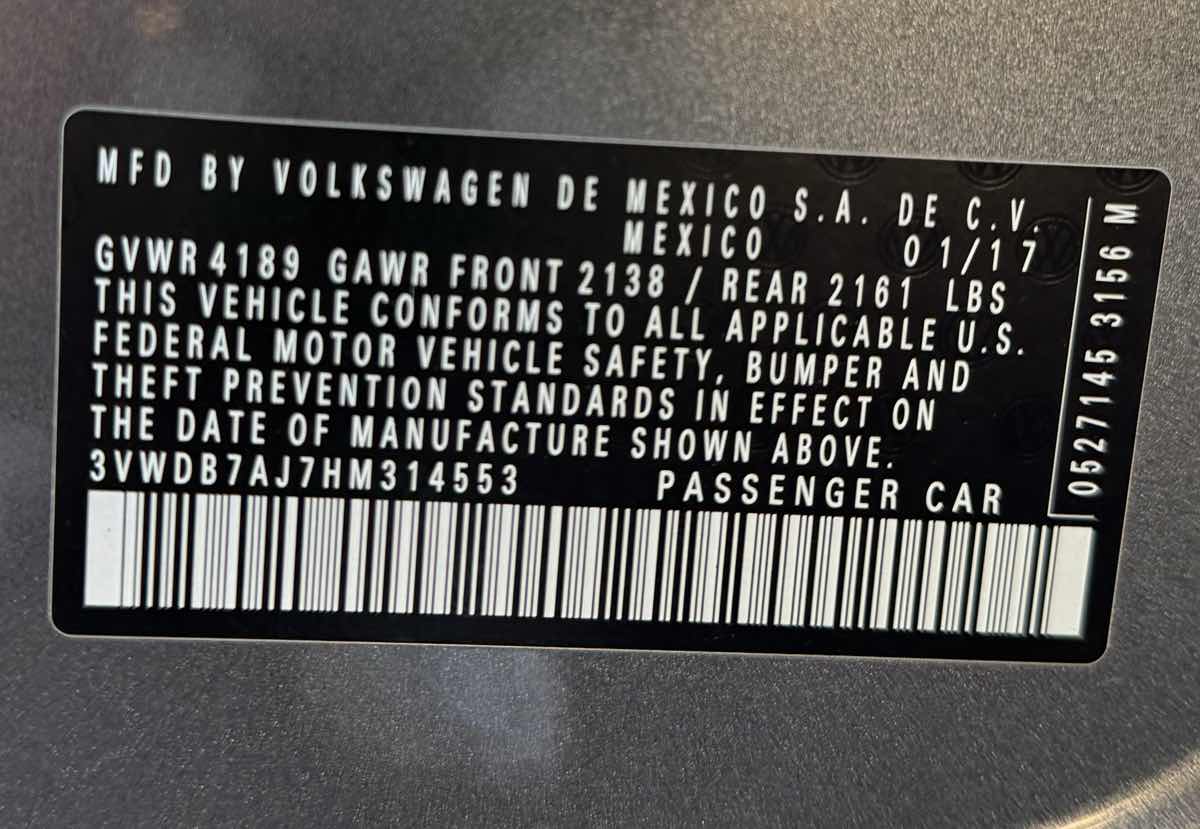 MFD BY VOLKSWAGEN DE MEXICO S.A. DE C.V.
MEXICO 01/17
GVWR 4189 GAWR FRONT 2138 / REAR 2161 LBS
THIS VEHICLE CONFORMS TO ALL APPLICABLE U.S.
FEDERAL MOTOR VEHICLE SAFETY, BUMPER AND
THEFT PREVENTION STANDARDS IN EFFECT ON
THE DATE OF MANUFACTURE SHOWN ABOVE.
3VWDB7AJ7HM314553 PASSENGER CAR
0527145 3156 M